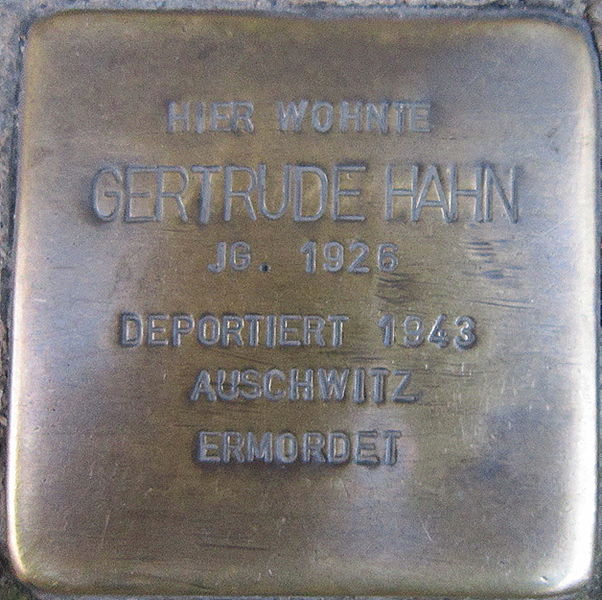 HIER WOHNTE
GERTRUDE HAHN
JG. 1926
DEPORTIERT 1943
AUSCHWITZ
ERMORDET